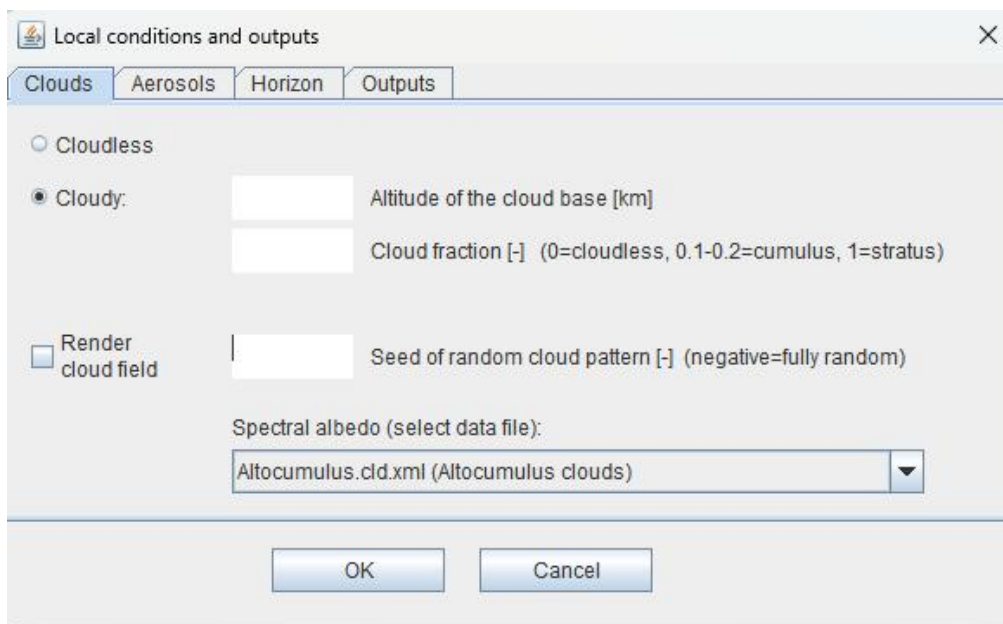 Local conditions and outputs
Clouds Aerosols Horizon Outputs
Cloudless
Cloudy: Altitude of the cloud base [km]
Cloud fraction [-] (0=cloudless, 0.1-0.2=cumulus, 1=stratus)
Render
cloud field
Seed of random cloud pattern [-] (negative=fully random)
Spectral albedo (select data file):
Altocumulus.cld.xml (Altocumulus clouds)
OK Cancel